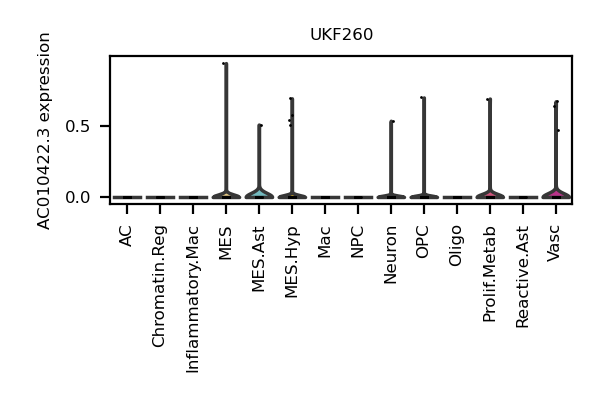 UKF260
AC010422.3 expression
0.5
0.0
AC
Chromatin.Reg
Inflammatory.Mac
MES
MES.Ast
MES.Hyp
Mac
NPC
Neuron
OPC
Oligo
Prolif.Metab
Reactive.Ast
Vasc